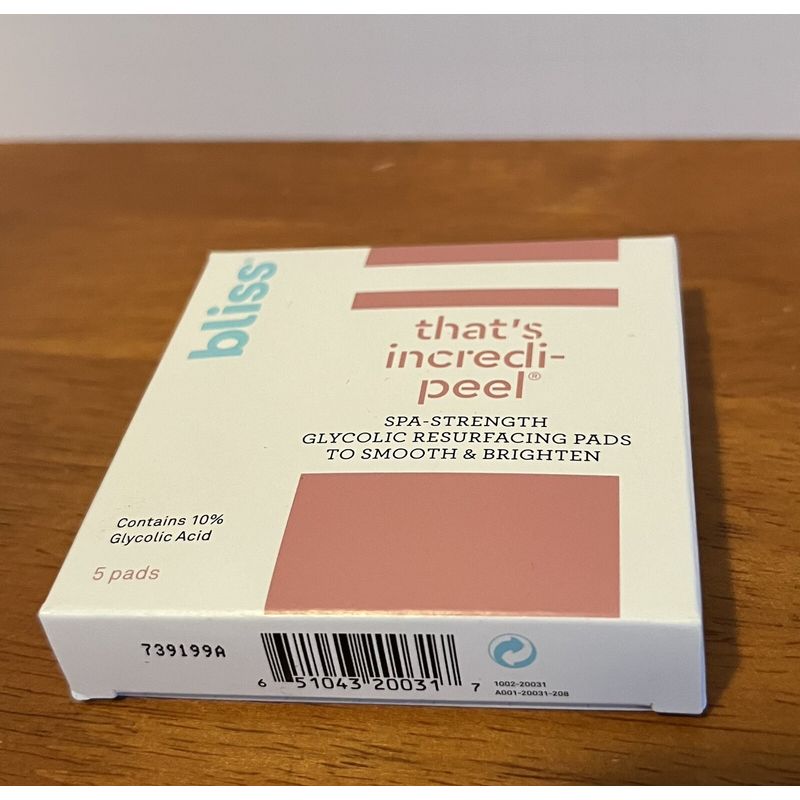 bliss®
that's
incredi-
peel®
SPA-STRENGTH
GLYCOLIC RESURFACING PADS
TO SMOOTH & BRIGHTEN
Contains 10%
Glycolic Acid
5 pads
739199A
6 51043 20031 7
1002-20031
A001-20031-208